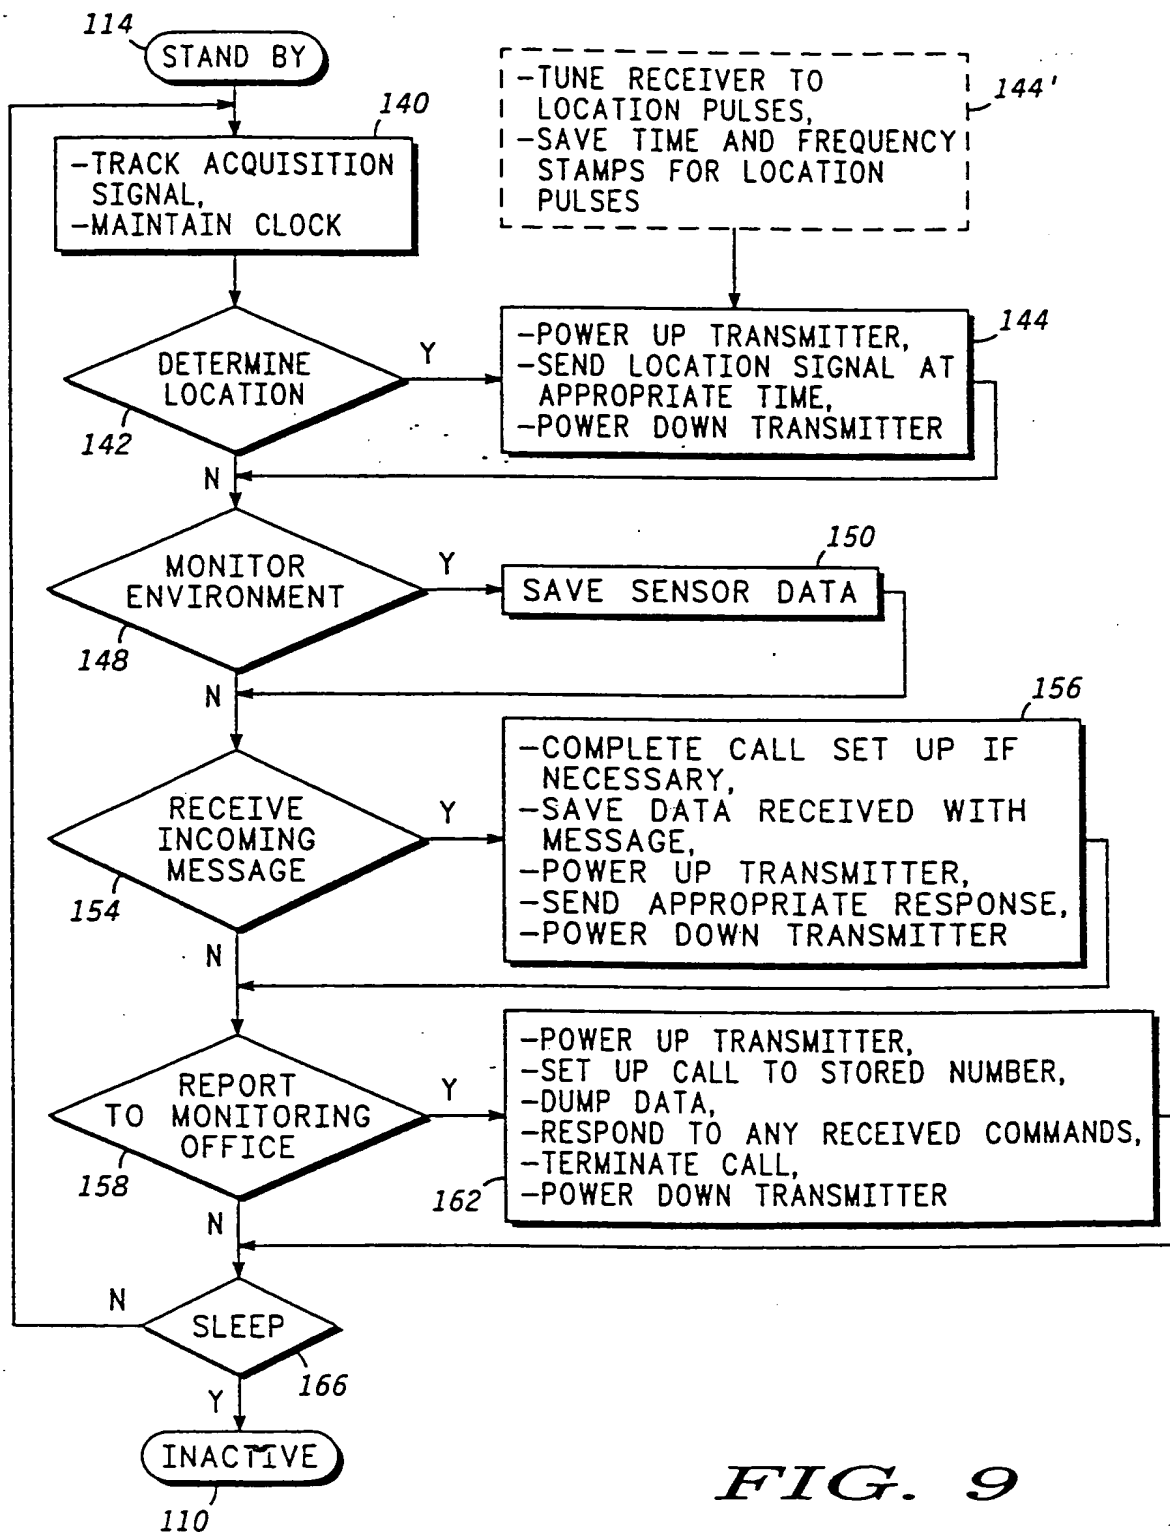 114
STAND BY
140
-TRACK ACQUISITION
SIGNAL,
-MAINTAIN CLOCK
-TUNE RECEIVER TO
LOCATION PULSES,
-SAVE TIME AND FREQUENCY
STAMPS FOR LOCATION
PULSES
144'
DETERMINE
LOCATION
142
Y
N
-POWER UP TRANSMITTER,
-SEND LOCATION SIGNAL AT
APPROPRIATE TIME,
-POWER DOWN TRANSMITTER
144
MONITOR
ENVIRONMENT
148
Y
N
150
SAVE SENSOR DATA
RECEIVE
INCOMING
MESSAGE
154
Y
N
156
-COMPLETE CALL SET UP IF
NECESSARY,
-SAVE DATA RECEIVED WITH
MESSAGE,
-POWER UP TRANSMITTER,
-SEND APPROPRIATE RESPONSE,
-POWER DOWN TRANSMITTER
REPORT
TO MONITORING
OFFICE
158
Y
N
-POWER UP TRANSMITTER,
-SET UP CALL TO STORED NUMBER,
-DUMP DATA,
-RESPOND TO ANY RECEIVED COMMANDS,
-TERMINATE CALL,
-POWER DOWN TRANSMITTER
162
SLEEP
N
166
Y
INACTIVE
110
FIG. 9